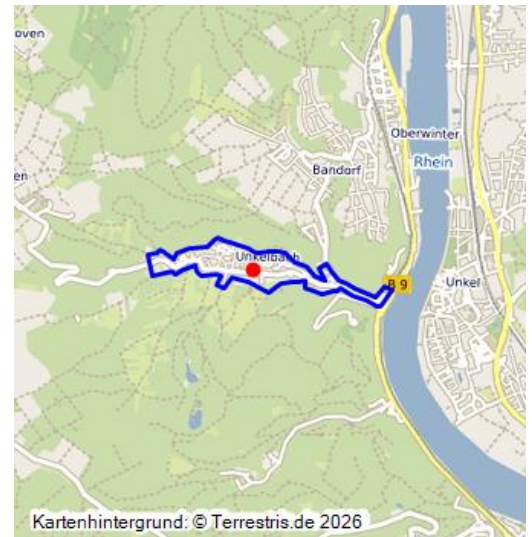 oven
Oberwinter
Rhein
Bandorf
en
Unkelbach
Unkel
B 9
Kartenhintergrund: © Terrestris.de 2026